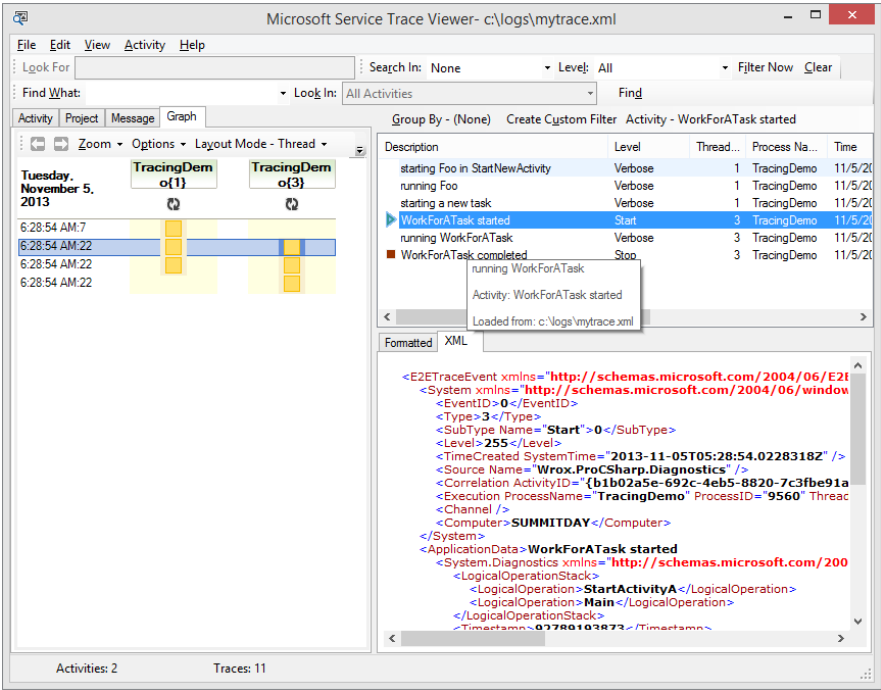 Microsoft Service Trace Viewer- c:\logs\mytrace.xml
File Edit View Activity Help
Look For Search In: None Level: All Filter Now Clear
Find What: Look In: All Activities Find
Activity Project Message Graph
Zoom Options Layout Mode - Thread
Tuesday, November 5, 2013
TracingDemo{1}
TracingDemo{3}
6:28:54 AM:7
6:28:54 AM:22
6:28:54 AM:22
6:28:54 AM:22
Group By - (None) Create Custom Filter Activity - WorkForATask started
Description Level Thread... Process Na... Time
starting Foo in StartNewActivity Verbose 1 TracingDemo 11/5/20
running Foo Verbose 1 TracingDemo 11/5/20
starting a new task Verbose 1 TracingDemo 11/5/20
WorkForATask started Start 3 TracingDemo 11/5/20
running WorkForATask Verbose 3 TracingDemo 11/5/20
WorkForATask completed Stop 3 TracingDemo 11/5/20
running WorkForATask
Activity: WorkForATask started
Loaded from: c:\logs\mytrace.xml
Formatted XML
<E2ETraceEvent xmlns="http://schemas.microsoft.com/2004/06/E2E
<System xmlns="http://schemas.microsoft.com/2004/06/window
<EventID>0</EventID>
<Type>3</Type>
<SubType Name="Start">0</SubType>
<Level>255</Level>
<TimeCreated SystemTime="2013-11-05T05:28:54.0228318Z" />
<Source Name="Wrox.ProCSharp.Diagnostics" />
<Correlation ActivityID="{b1b02a5e-692c-4eb5-8820-7c3fbe91a
<Execution ProcessName="TracingDemo" ProcessID="9560" Threac
<Channel />
<Computer>SUMMITDAY</Computer>
</System>
<ApplicationData>WorkForATask started
<System.Diagnostics xmlns="http://schemas.microsoft.com/200
<LogicalOperationStack>
<LogicalOperation>StartActivityA</LogicalOperation>
<LogicalOperation>Main</LogicalOperation>
</LogicalOperationStack>
<Timestamp>92789193873</Timestamp>
Activities: 2 Traces: 11